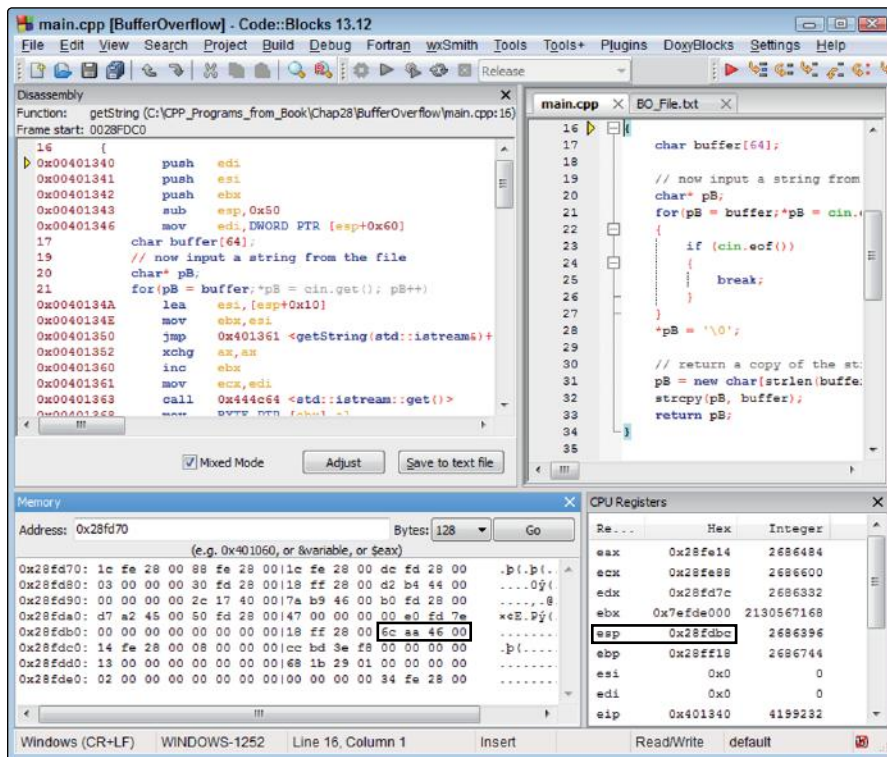 main.cpp [BufferOverflow] - Code::Blocks 13.12
File Edit View Search Project Build Debug Fortran wxSmith Tools Tools+ Plugins DoxyBlocks Settings Help
Release
Disassembly
Function: getString (C:\CPP_Programs_from_Book\Chap28\BufferOverflow\main.cpp:16)
Frame start: 0028FDC0
16 {
0x00401340 push edi
0x00401341 push esi
0x00401342 push ebx
0x00401343 sub esp,0x50
0x00401346 mov edi,DWORD PTR [esp+0x60]
17 char buffer[64];
19 // now input a string from the file
20 char* pB;
21 for(pB = buffer;*pB = cin.get(); pB++)
0x0040134A lea esi,[esp+0x10]
0x0040134E mov ebx,esi
0x00401350 jmp 0x401361 <getString(std::istream&)+
0x00401352 xchg ax,ax
0x00401360 inc ebx
0x00401361 mov ecx,edi
0x00401363 call 0x444c64 <std::istream::get()>
0x00401368 mov BYTE PTR [ebx],al
Mixed Mode Adjust Save to text file
main.cpp BO_File.txt
16 {
17 char buffer[64];
18
19 // now input a string from
20 char* pB;
21 for(pB = buffer;*pB = cin.
22 {
23 if (cin.eof())
24 {
25 break;
26 }
27 }
28 *pB = '\0';
29
30 // return a copy of the st
31 pB = new char[strlen(buffe
32 strcpy(pB, buffer);
33 return pB;
34 }
35
Memory
Address: 0x28fd70 Bytes: 128 Go
(e.g. 0x401060, or &variable, or $eax)
0x28fd70: 1c fe 28 00 88 fe 28 00|1c fe 28 00 dc fd 28 00 .þ(.þ(.
0x28fd80: 03 00 00 00 30 fd 28 00|18 ff 28 00 d2 b4 44 00 ....0ý(.
0x28fd90: 00 00 00 00 2c 17 40 00|7a b9 46 00 b0 fd 28 00 ....,.@
0x28fda0: d7 a2 45 00 50 fd 28 00|47 00 00 00 00 e0 fd 7e ×¢E.Pý(.
0x28fdb0: 00 00 00 00 00 00 00 00|18 ff 28 00 6c aa 46 00 ........
0x28fdc0: 14 fe 28 00 08 00 00 00|cc bd 3e f8 00 00 00 00 .þ(.....
0x28fdd0: 13 00 00 00 00 00 00 00|68 1b 29 01 00 00 00 00 ........
0x28fde0: 02 00 00 00 00 00 00 00|00 00 00 00 34 fe 28 00 ........
CPU Registers
Re... Hex Integer
eax 0x28fe14 2686484
ecx 0x28fe88 2686600
edx 0x28fd7c 2686332
ebx 0x7efde000 2130567168
esp 0x28fdbc 2686396
ebp 0x28ff18 2686744
esi 0x0 0
edi 0x0 0
eip 0x401340 4199232
Windows (CR+LF) WINDOWS-1252 Line 16, Column 1 Insert Read/Write default